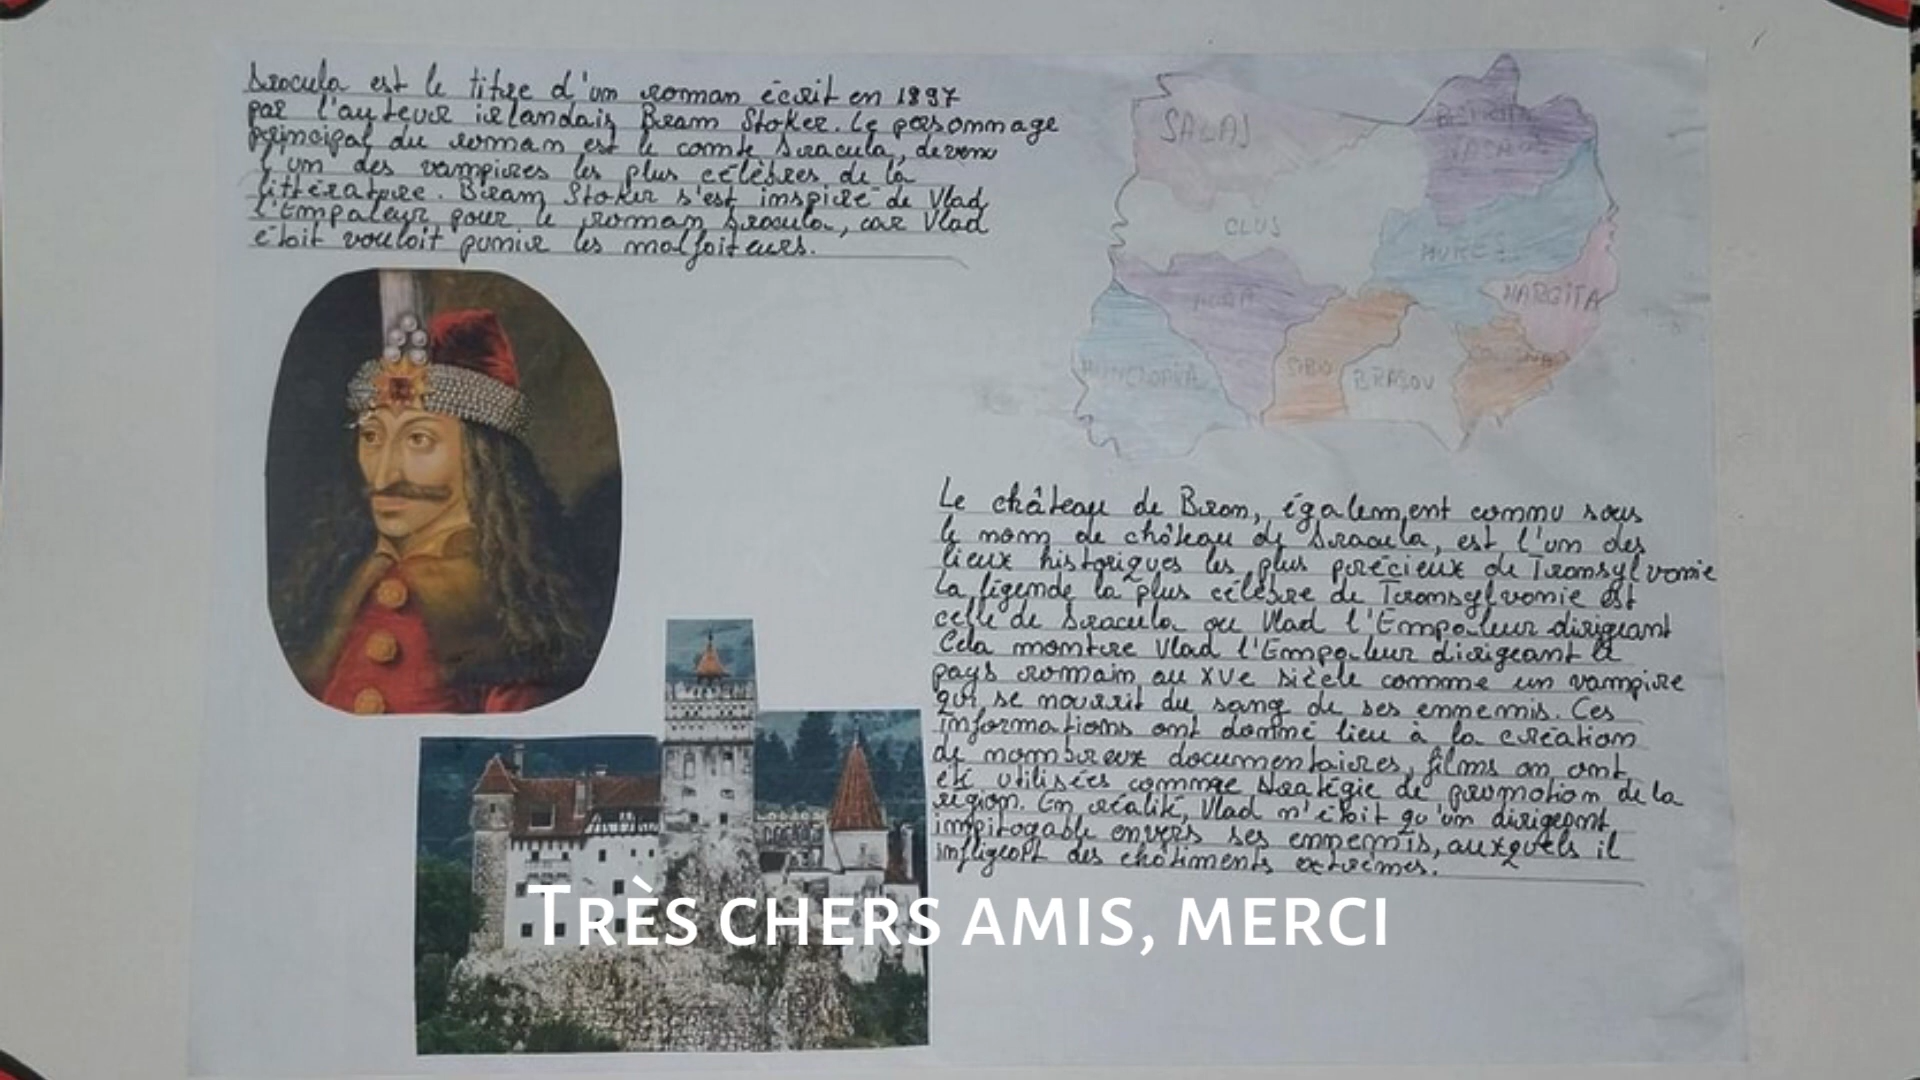 Dracula est le titre d'un roman écrit en 1897
par l'auteur irlandais Bram Stoker. Le personnage
principal du roman est le comte Dracula, devenu
l'un des vampires les plus célèbres de la
littérature. Bram Stoker s'est inspiré de Vlad
l'Empaleur pour le roman Dracula, car Vlad
étoit vouloit punir les malfaiteurs.
SALAJ
BISTRITA
NASAUD
CLUJ
MURES
ALBA
HARGITA
HUNEDOARA
SIBIU
BRASOV
Le château de Bran, également connu sous
le nom de château de Dracula, est l'un des
lieux historiques les plus précieux de Transylvanie
La légende la plus célèbre de Transylvanie est
celle de Dracula ou Vlad l'Empaleur dirigeant
Cela montre Vlad l'Empaleur dirigeant le
pays romain au XVe siècle comme un vampire
qui se nourrit du sang de ses ennemis. Ces
informations ont donné lieu à la création
de nombreux documentaires, films on ont
été utilisées comme stratégie de promotion de la
région. En réalité, Vlad n'était qu'un dirigeant
impitoyable envers ses ennemis, auxquels il
infligeait des châtiments extrêmes.
TRÈS CHERS AMIS, MERCI